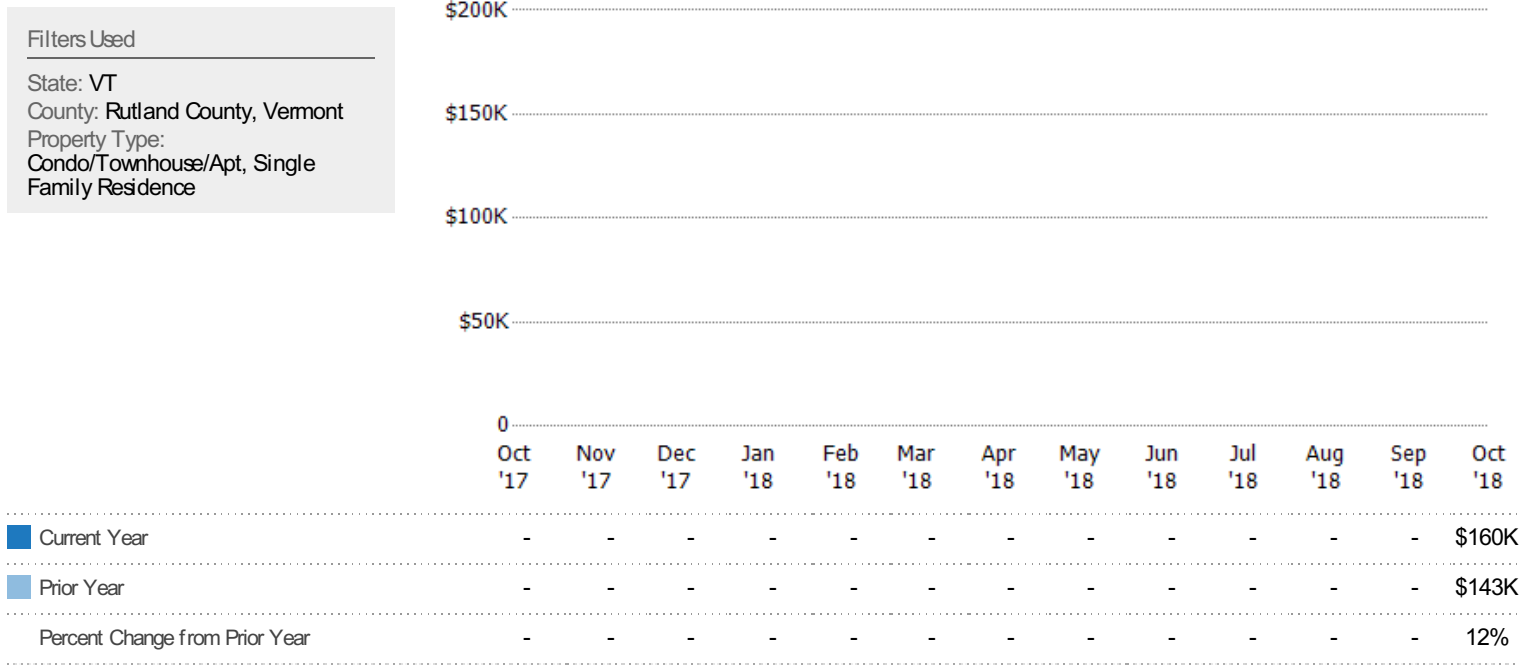 Filters Used
State: VT
County: Rutland County, Vermont
Property Type:
Condo/Townhouse/Apt, Single
Family Residence
$200K
$150K
$100K
$50K
0
Oct Nov Dec Jan Feb Mar Apr May Jun Jul Aug Sep Oct
'17 '17 '17 '18 '18 '18 '18 '18 '18 '18 '18 '18 '18
Current Year - - - - - - - - - - - - $160K
Prior Year - - - - - - - - - - - - $143K
Percent Change from Prior Year - - - - - - - - - - - - 12%